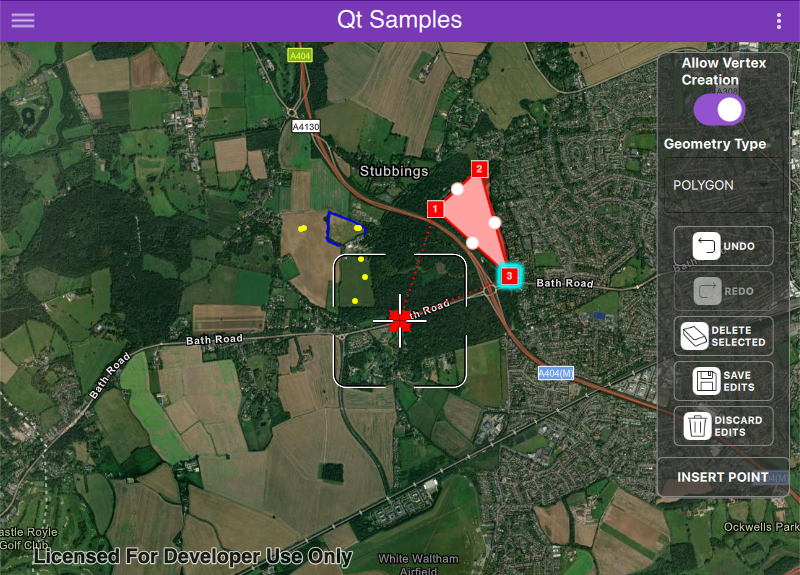 Qt Samples
A404
Allow Vertex
Creation
A308
A4130
Geometry Type
Stubbings
2
POLYGON
1
UNDO
3
Bath Road
REDO
th Road
DELETE
SELECTED
Bath Road
Bath Road
A404(M)
SAVE
EDITS
DISCARD
EDITS
INSERT POINT
astle Royle
Golf Club
Ockwells Park
Licensed For Developer Use Only
White Waltham
Airfield